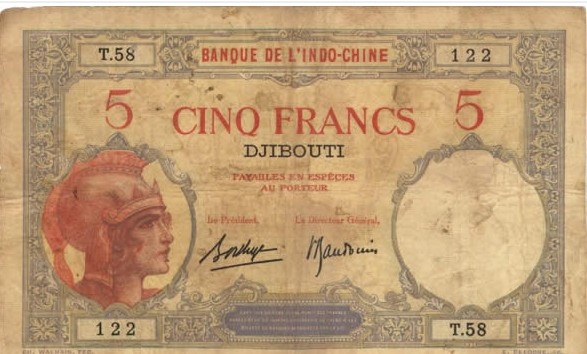 T.58 BANQUE DE L'INDO-CHINE 122
5 CINQ FRANCS 5
DJIBOUTI
PAYABLES EN ESPÈCES
AU PORTEUR
Le Président, Le Directeur Général,
122 T.58